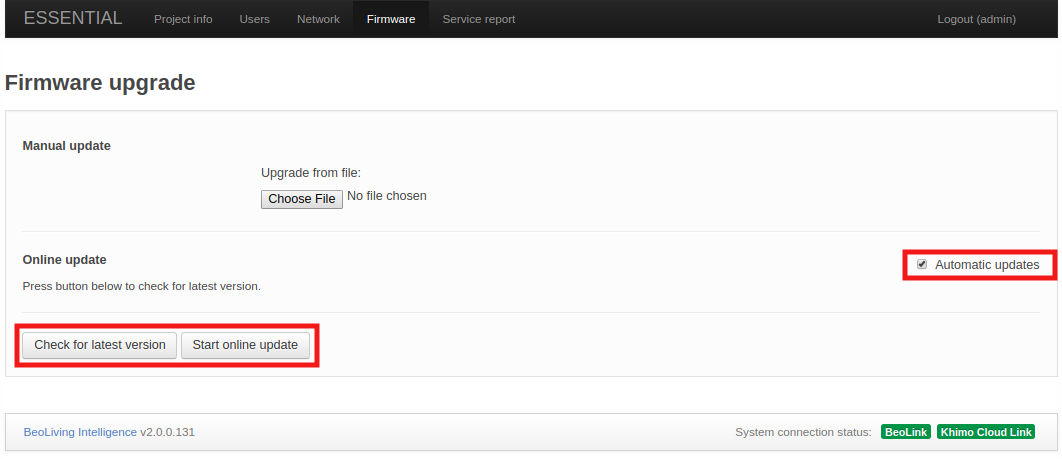 ESSENTIAL Project info Users Network Firmware Service report Logout (admin)
Firmware upgrade
Manual update
Upgrade from file:
Choose File No file chosen
Online update Automatic updates
Press button below to check for latest version.
Check for latest version Start online update
BeoLiving Intelligence v2.0.0.131 System connection status: BeoLink Khimo Cloud Link